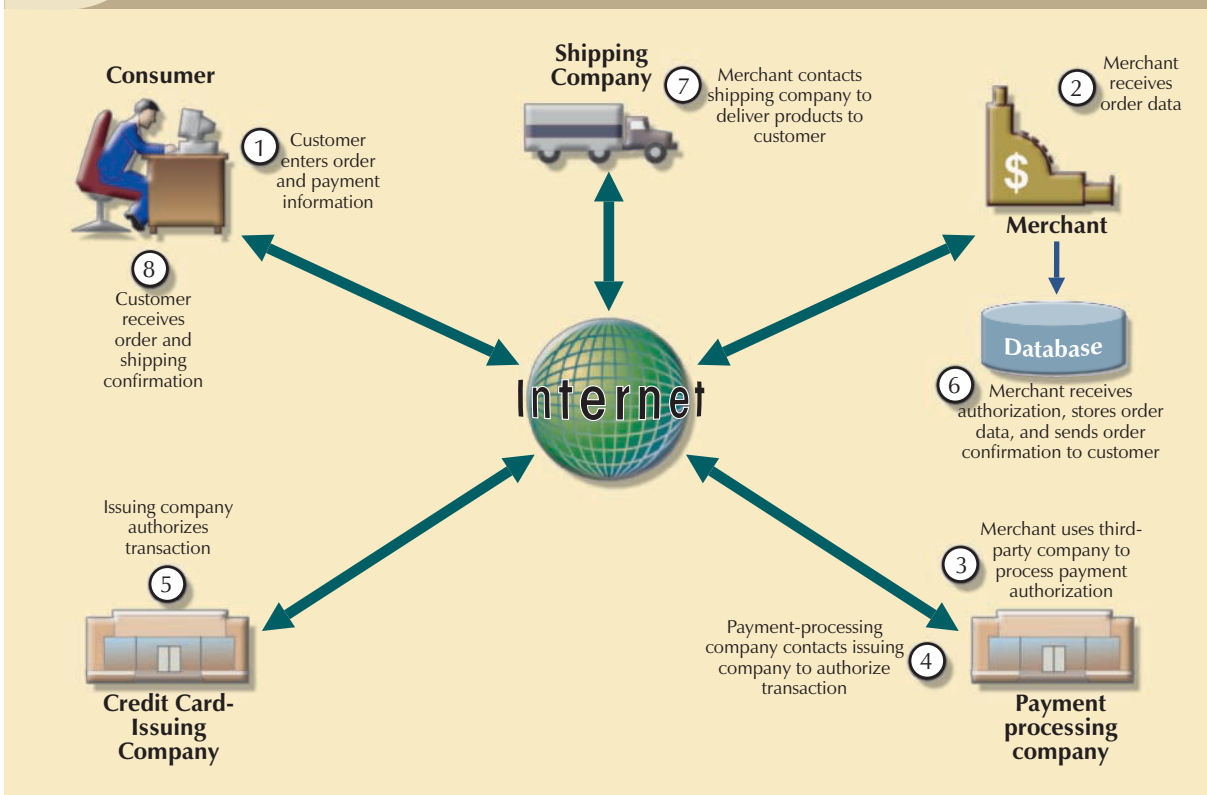 Consumer
1
Customer
enters order
and payment
information
8
Customer
receives
order and
shipping
confirmation
Shipping
Company
7
Merchant contacts
shipping company to
deliver products to
customer
2
Merchant
receives
order data
$
Merchant
Database
6
Merchant receives
authorization, stores order
data, and sends order
confirmation to customer
Internet
Issuing company
authorizes
transaction
5
Credit Card-
Issuing
Company
3
Merchant uses third-
party company to
process payment
authorization
Payment-processing
company contacts issuing
company to authorize
transaction
4
Payment
processing
company